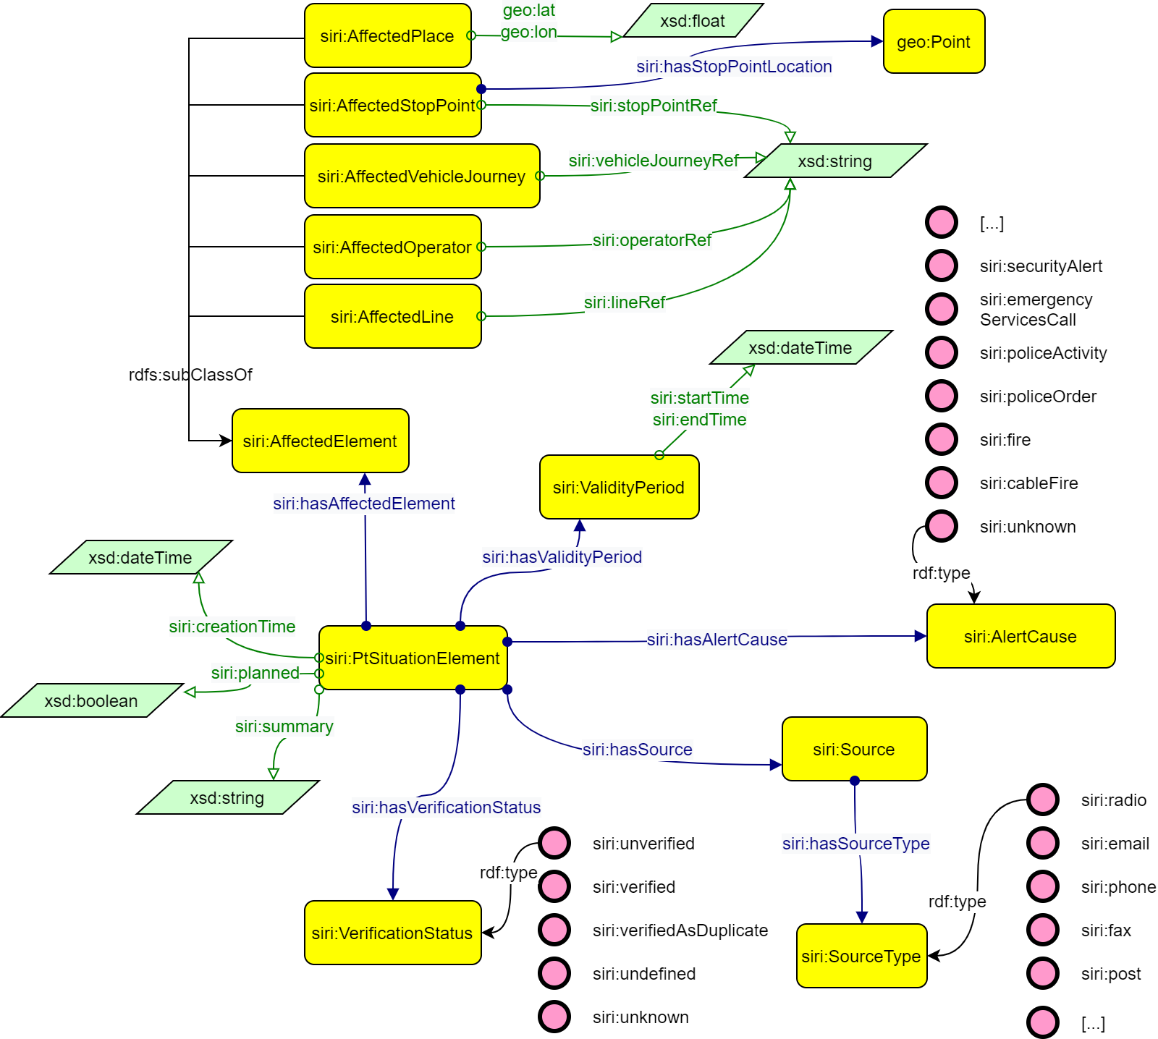 geo:lat
geo:lon
siri:AffectedPlace
xsd:float
geo:Point
siri:hasStopPointLocation
siri:AffectedStopPoint
siri:stopPointRef
siri:vehicleJourneyRef
xsd:string
siri:AffectedVehicleJourney
siri:AffectedOperator
siri:operatorRef
siri:AffectedLine
siri:lineRef
[...]
siri:securityAlert
siri:emergency
ServicesCall
siri:policeActivity
siri:policeOrder
siri:fire
siri:cableFire
siri:unknown
rdf:type
siri:AlertCause
xsd:dateTime
siri:startTime
siri:endTime
rdfs:subClassOf
siri:AffectedElement
siri:ValidityPeriod
siri:hasAffectedElement
siri:hasValidityPeriod
xsd:dateTime
siri:creationTime
siri:PtSituationElement
siri:hasAlertCause
siri:planned
xsd:boolean
siri:summary
xsd:string
siri:hasSource
siri:Source
siri:hasVerificationStatus
siri:hasSourceType
siri:unverified
rdf:type
siri:verified
siri:VerificationStatus
siri:verifiedAsDuplicate
siri:undefined
siri:unknown
siri:SourceType
rdf:type
siri:radio
siri:email
siri:phone
siri:fax
siri:post
[...]